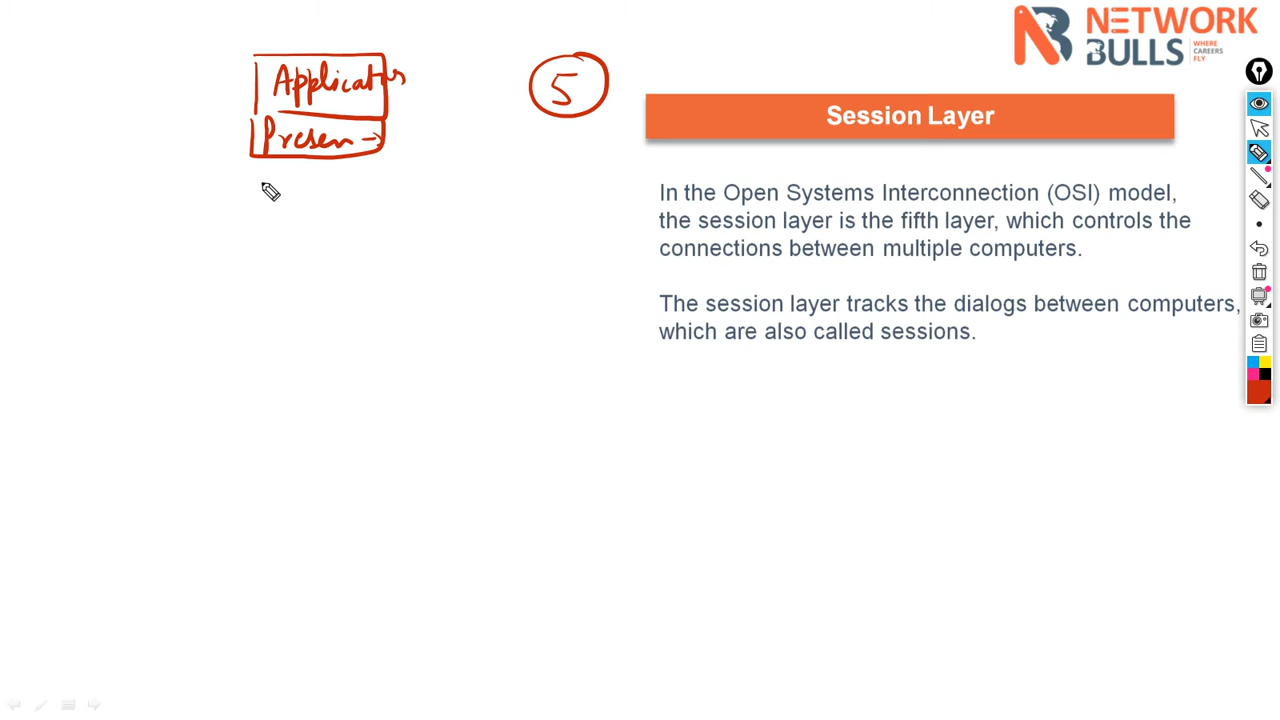 NETWORK
BULLS
WHERE
CAREERS
FLY
Application
Presen
5
Session Layer
In the Open Systems Interconnection (OSI) model,
the session layer is the fifth layer, which controls the
connections between multiple computers.
The session layer tracks the dialogs between computers,
which are also called sessions.